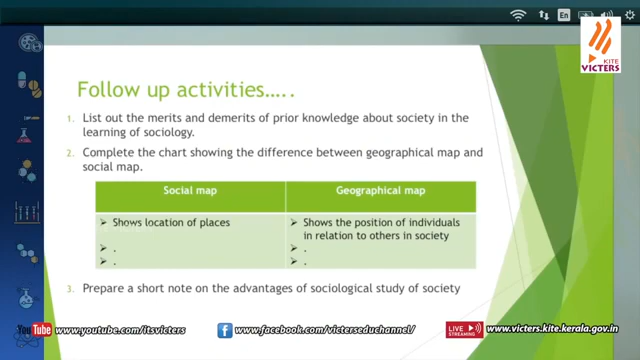 En
KITE
VICTERS
Follow up activities.....
1. List out the merits and demerits of prior knowledge about society in the
learning of sociology.
2. Complete the chart showing the difference between geographical map and
social map.
Social map
Geographical map
➢ Shows location of places
➢ Shows the position of individuals
in relation to others in society
➢ .
➢ .
➢ .
➢ .
3. Prepare a short note on the advantages of sociological study of society
YouTube www.youtube.com/itsvicters
f www.facebook.com/victerseduchannel/
LIVE STREAMING www.victers.kite.kerala.gov.in